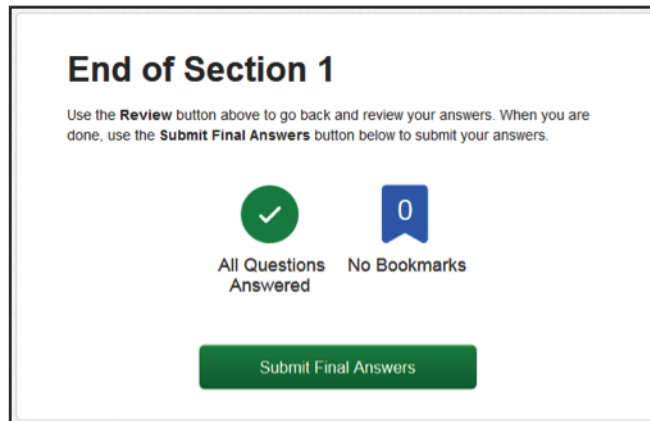 End of Section 1
Use the Review button above to go back and review your answers. When you are
done, use the Submit Final Answers button below to submit your answers.
0
All Questions
Answered
No Bookmarks
Submit Final Answers